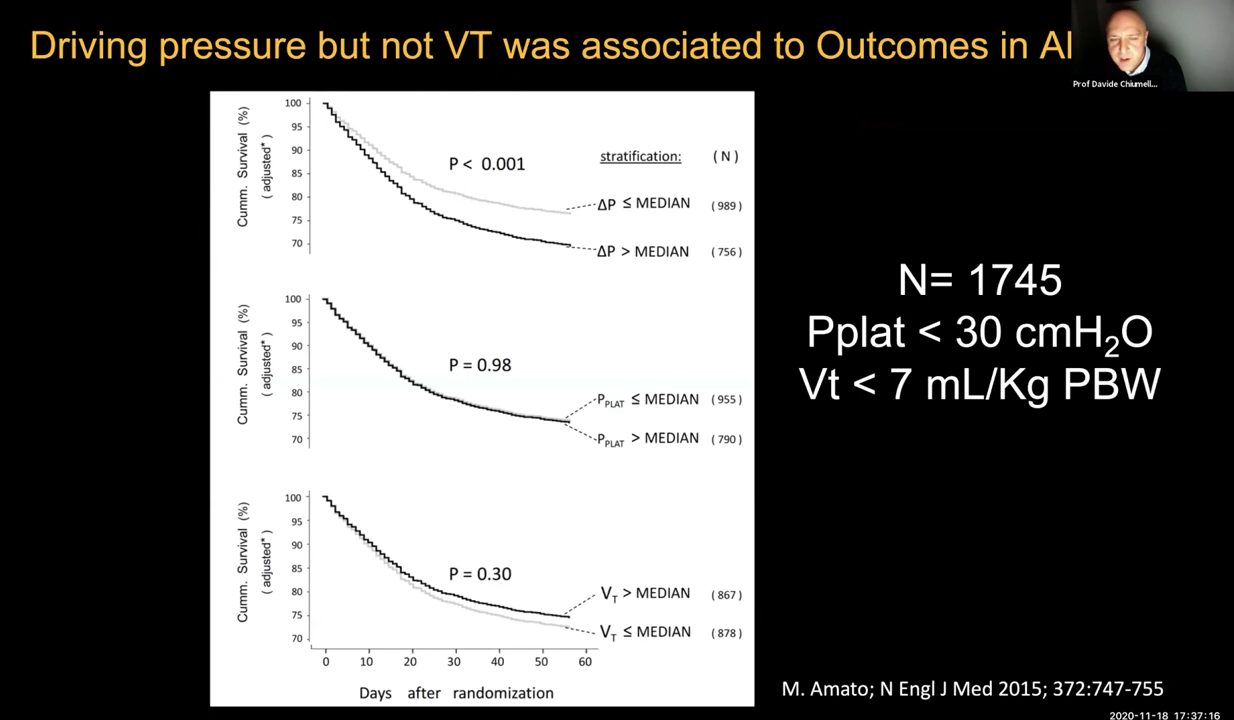 Driving pressure but not VT was associated to Outcomes in Al
Prof Davide Chiumell...
Cumm. Survival (%)
( adjusted* )
100
95
90
85
80
75
70
P < 0.001
stratification:
( N )
ΔP ≤ MEDIAN
( 989 )
ΔP > MEDIAN
( 756 )
Cumm. Survival (%)
( adjusted* )
100
95
90
85
80
75
70
P = 0.98
P PLAT ≤ MEDIAN
( 955 )
P PLAT > MEDIAN
( 790 )
Cumm. Survival (%)
( adjusted* )
100
95
90
85
80
75
70
P = 0.30
VT > MEDIAN
( 867 )
VT ≤ MEDIAN
( 878 )
0 10 20 30 40 50 60
Days after randomization
N= 1745
Pplat < 30 cmH2O
Vt < 7 mL/Kg PBW
M. Amato; N Engl J Med 2015; 372:747-755
2020-11-18 17:37:16